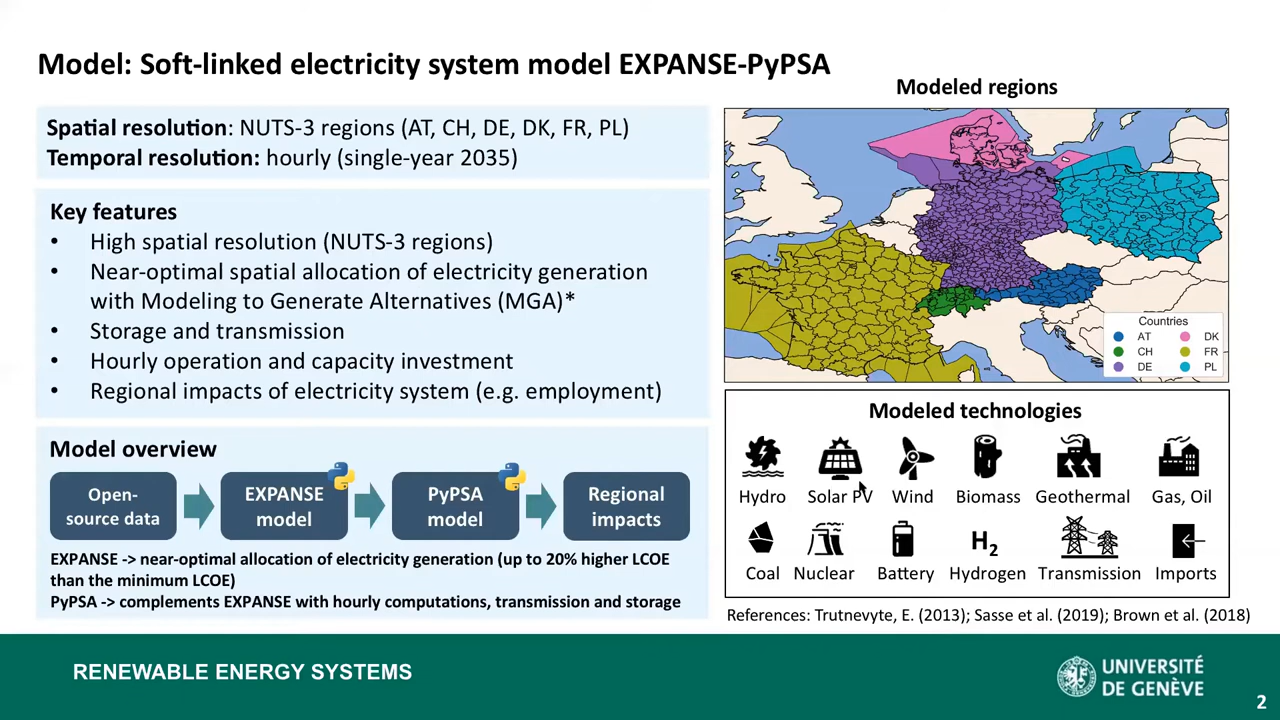 Model: Soft-linked electricity system model EXPANSE-PyPSA
Spatial resolution: NUTS-3 regions (AT, CH, DE, DK, FR, PL)
Temporal resolution: hourly (single-year 2035)
Key features
• High spatial resolution (NUTS-3 regions)
• Near-optimal spatial allocation of electricity generation
with Modeling to Generate Alternatives (MGA)*
• Storage and transmission
• Hourly operation and capacity investment
• Regional impacts of electricity system (e.g. employment)
Model overview
Open-
source data
EXPANSE
model
PyPSA
model
Regional
impacts
EXPANSE -> near-optimal allocation of electricity generation (up to 20% higher LCOE
than the minimum LCOE)
PyPSA -> complements EXPANSE with hourly computations, transmission and storage
Modeled regions
Countries
AT DK
CH FR
DE PL
Modeled technologies
Hydro Solar PV Wind Biomass Geothermal Gas, Oil
H2
Coal Nuclear Battery Hydrogen Transmission Imports
References: Trutnevyte, E. (2013); Sasse et al. (2019); Brown et al. (2018)
RENEWABLE ENERGY SYSTEMS
UNIVERSITÉ
DE GENÈVE
2